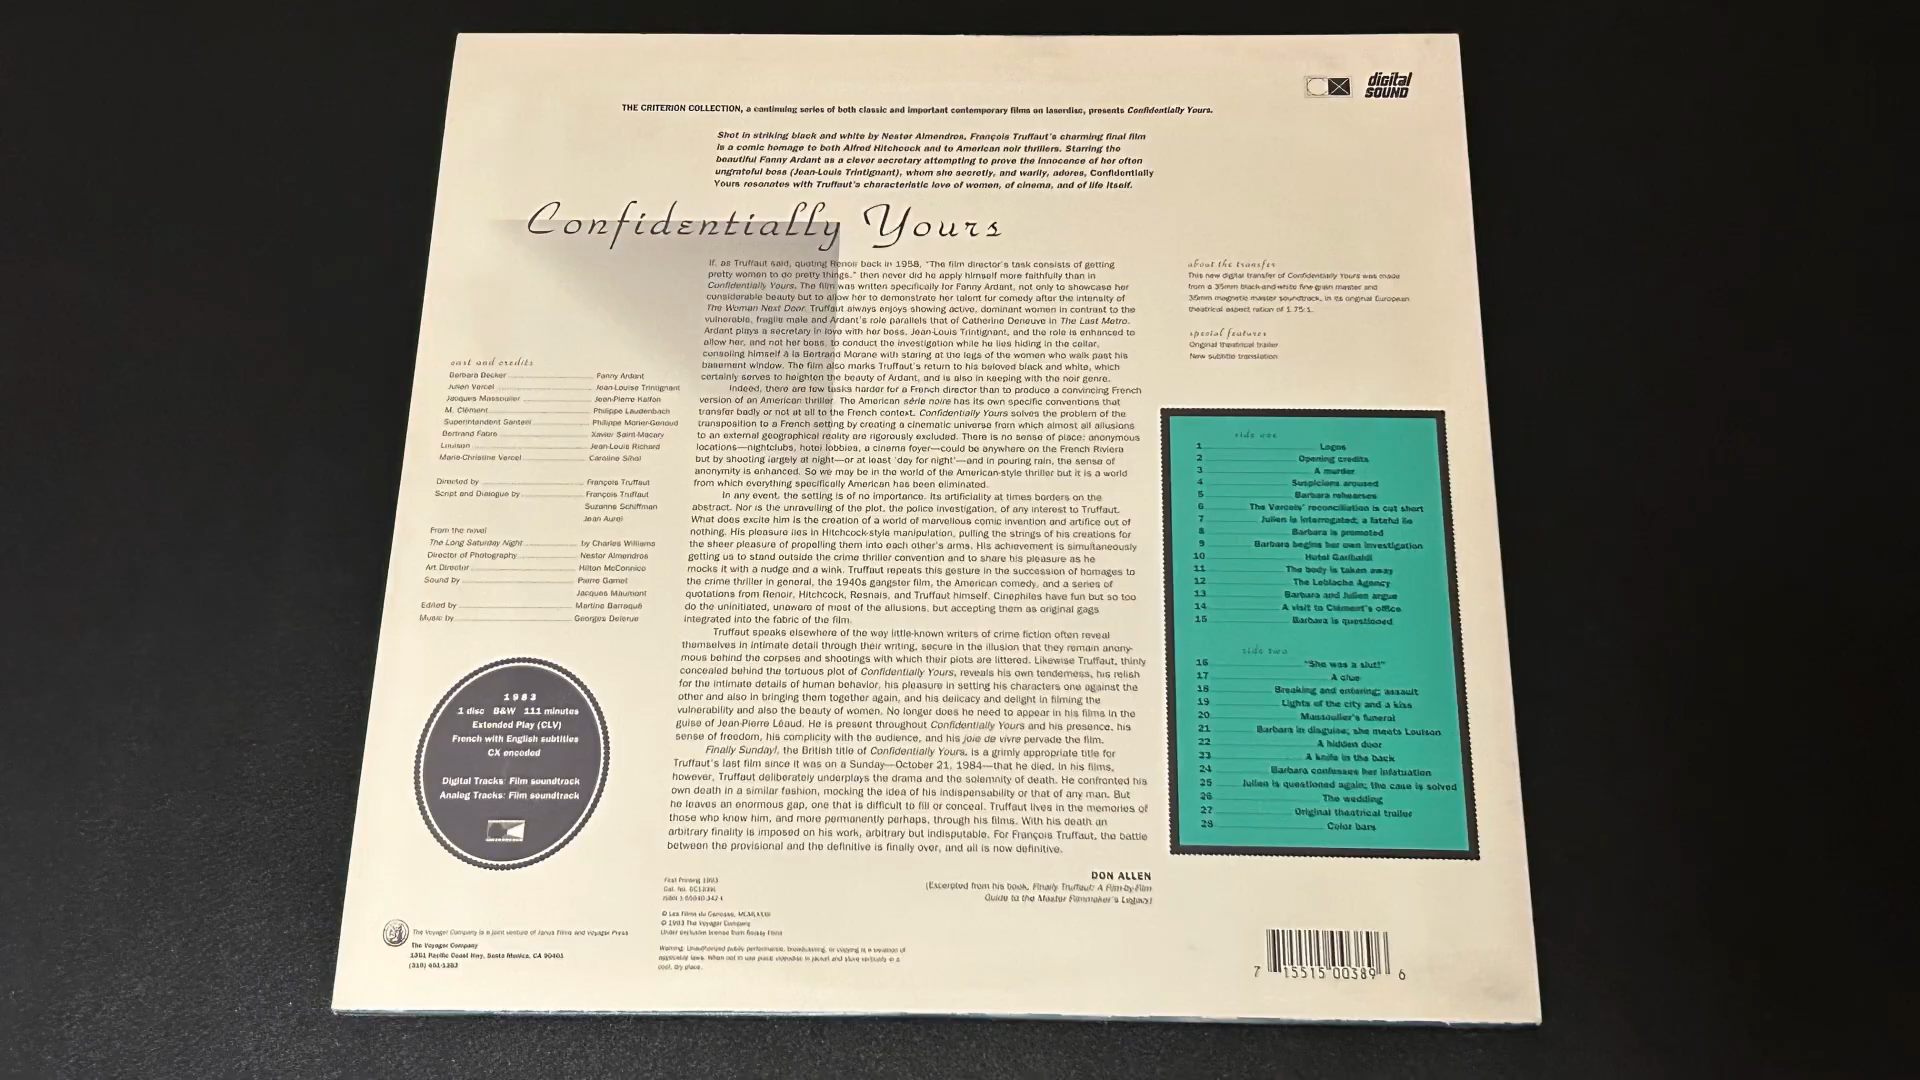 digital
SOUND
THE CRITERION COLLECTION, a continuing series of both classic and important contemporary films on laserdisc, presents Confidentially Yours.
Shot in striking black and white by Nestor Almendros, François Truffaut's charming final film
is a comic homage to both Alfred Hitchcock and to American noir thrillers. Starring the
beautiful Fanny Ardant as a clever secretary attempting to prove the innocence of her often
ungrateful boss (Jean-Louis Trintignant), whom she secretly, and warily, adores, Confidentially
Yours resonates with Truffaut's characteristic love of women, of cinema, and of life itself.
Confidentially Yours
If, as Truffaut said, quoting Renoir back in 1958, "The film director's task consists of getting
pretty women to do pretty things." then never did he apply himself more faithfully than in
Confidentially Yours. The film was written specifically for Fanny Ardant, not only to showcase her
considerable beauty but to allow her to demonstrate her talent for comedy after the intensity of
The Woman Next Door. Truffaut always enjoys showing active, dominant women in contrast to the
vulnerable, fragile male and Ardant's role parallels that of Catherine Deneuve in The Last Metro.
Ardant plays a secretary in love with her boss, Jean-Louis Trintignant, and the role is enhanced to
allow her, and not her boss, to conduct the investigation while he lies hiding in the cellar,
consoling himself à la Bertrand Morane with staring at the legs of the women who walk past his
basement window. The film also marks Truffaut's return to his beloved black and white, which
certainly serves to heighten the beauty of Ardant, and is also in keeping with the noir genre.
Indeed, there are few tasks harder for a French director than to produce a convincing French
version of an American thriller. The American série noire has its own specific conventions that
transfer badly or not at all to the French context. Confidentially Yours solves the problem of the
transposition to a French setting by creating a cinematic universe from which almost all allusions
to an external geographical reality are rigorously excluded. There is no sense of place: anonymous
locations—nightclubs, hotel lobbies, a cinema foyer—could be anywhere on the French Riviera
but by shooting largely at night—or at least 'day for night'—and in pouring rain, the sense of
anonymity is enhanced. So we may be in the world of the American-style thriller but it is a world
from which everything specifically American has been eliminated.
In any event, the setting is of no importance. Its artificiality at times borders on the
abstract. Nor is the unravelling of the plot, the police investigation, of any interest to Truffaut.
What does excite him is the creation of a world of marvellous comic invention and artifice out of
nothing. His pleasure lies in Hitchcock-style manipulation, pulling the strings of his creations for
the sheer pleasure of propelling them into each other's arms. His achievement is simultaneously
getting us to stand outside the crime thriller convention and to share his pleasure as he
mocks it with a nudge and a wink. Truffaut repeats this gesture in the succession of homages to
the crime thriller in general, the 1940s gangster film, the American comedy, and a series of
quotations from Renoir, Hitchcock, Resnais, and Truffaut himself. Cinephiles have fun but so too
do the uninitiated, unaware of most of the allusions, but accepting them as original gags
integrated into the fabric of the film.
Truffaut speaks elsewhere of the way little-known writers of crime fiction often reveal
themselves in intimate detail through their writing, secure in the illusion that they remain anony-
mous behind the corpses and shootings with which their plots are littered. Likewise Truffaut, thinly
concealed behind the tortuous plot of Confidentially Yours, reveals his own tenderness, his relish
for the intimate details of human behavior, his pleasure in setting his characters one against the
other and also in bringing them together again, and his delicacy and delight in filming the
vulnerability and also the beauty of women. No longer does he need to appear in his films in the
guise of Jean-Pierre Léaud. He is present throughout Confidentially Yours and his presence, his
sense of freedom, his complicity with the audience, and his joie de vivre pervade the film.
Finally Sunday!, the British title of Confidentially Yours, is a grimly appropriate title for
Truffaut's last film since it was on a Sunday—October 21, 1984—that he died. In his films,
however, Truffaut deliberately underplays the drama and the solemnity of death. He confronted his
own death in a similar fashion, mocking the idea of his indispensability or that of any man. But
he leaves an enormous gap, one that is difficult to fill or conceal. Truffaut lives in the memories of
those who knew him, and more permanently perhaps, through his films. With his death an
arbitrary finality is imposed on his work, arbitrary but indisputable. For François Truffaut, the battle
between the provisional and the definitive is finally over, and all is now definitive.
DON ALLEN
(Excerpted from his book, Finally Truffaut: A Film-by-Film
Guide to the Master Filmmaker's Legacy)
about the transfer
This new digital transfer of Confidentially Yours was made
from a 35mm black-and-white fine-grain master and
35mm magnetic master soundtrack, in its original European
theatrical aspect ration of 1.75:1.
special features
Original theatrical trailer
New subtitle translation
cast and credits
Barbara Becker Fanny Ardant
Julien Vercel Jean-Louise Trintignant
Jacques Massoulier Jean-Pierre Kalfon
M. Clément Philippe Laudenbach
Superintendent Santelli Philippe Morier-Genoud
Bertrand Fabre Xavier Saint-Macary
Louison Jean-Louis Richard
Marie-Christine Vercel Caroline Sihol
Directed by François Truffaut
Script and Dialogue by François Truffaut
Suzanne Schiffman
Jean Aurel
From the novel
The Long Saturday Night by Charles Williams
Director of Photography Nestor Almendros
Art Director Hilton McConnico
Sound by Pierre Gamet
Jacques Maumont
Edited by Martine Barraqué
Music by Georges Delerue
1983
1 disc B&W 111 minutes
Extended Play (CLV)
French with English subtitles
CX encoded
Digital Tracks: Film soundtrack
Analog Tracks: Film soundtrack
side one
1 Logos
2 Opening credits
3 A murder
4 Suspicions aroused
5 Barbara rehearses
6 The Vercels' reconciliation is cut short
7 Julien is interrogated; a fateful lie
8 Barbara is promoted
9 Barbara begins her own investigation
10 Hotel Garibaldi
11 The body is taken away
12 The Leblache Agency
13 Barbara and Julien argue
14 A visit to Clément's office
15 Barbara is questioned
side two
16 "She was a slut!"
17 A clue
18 Breaking and entering; assault
19 Lights of the city and a kiss
20 Massoulier's funeral
21 Barbara in disguise; she meets Louison
22 A hidden door
23 A knife in the back
24 Barbara confesses her infatuation
25 Julien is questioned again; the case is solved
26 The wedding
27 Original theatrical trailer
28 Color bars
First Printing 1993
Cat. No.
ISBN
© Les Films du Carrosse,
© 1993 The Voyager Company
Under exclusive license from
Warning: Unauthorized public performance, broadcasting, or copying is a violation of
applicable laws. When not in use place videodisc in jacket and store vertically in a
cool, dry place.
The Voyager Company is a joint venture of Janus Films and Voyager Press
The Voyager Company
1351 Pacific Coast Hwy, Santa Monica, CA 90401
(310) 451-1383
7 15515 00389 6